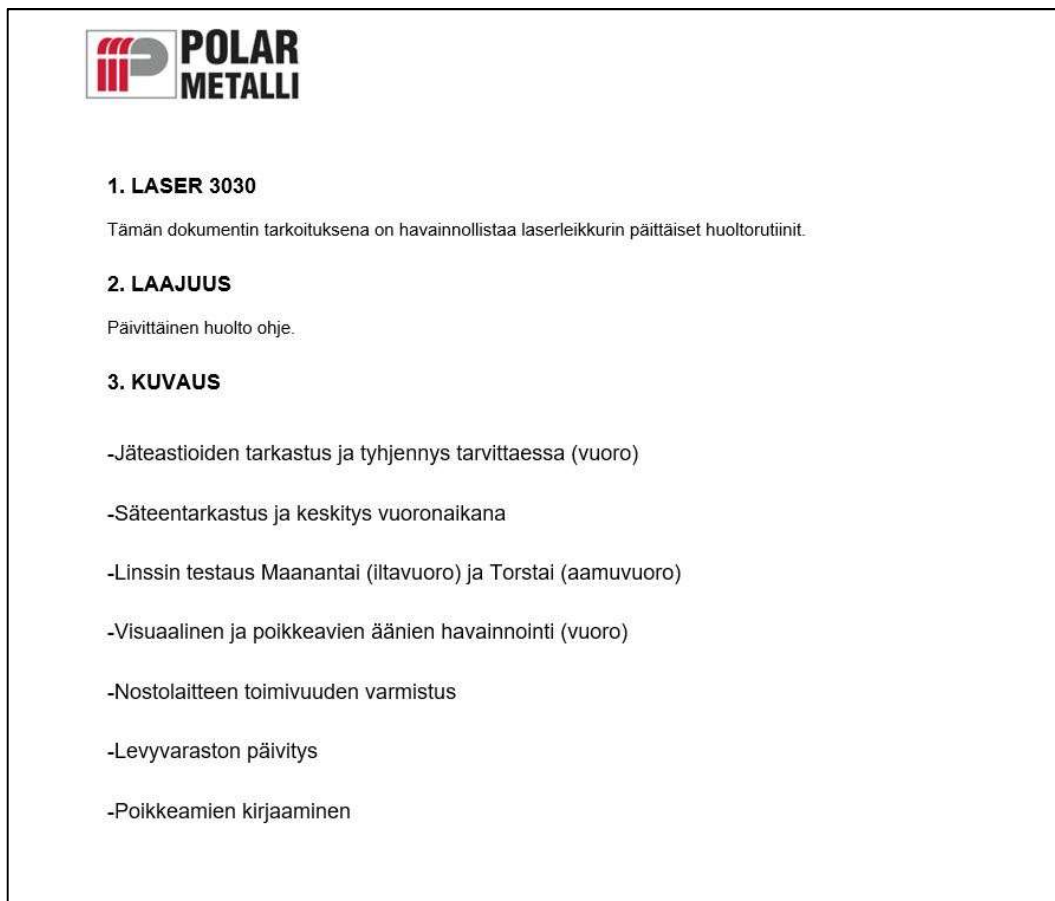 POLAR
METALLI
1. LASER 3030
Tämän dokumentin tarkoituksena on havainnollistaa laserleikkurin päittäiset huoltorutiinit.
2. LAAJUUS
Päivittäinen huolto ohje.
3. KUVAUS
-Jäteastioiden tarkastus ja tyhjennys tarvittaessa (vuoro)
-Säteentarkastus ja keskitys vuoronaikana
-Linssin testaus Maanantai (iltavuoro) ja Torstai (aamuvuoro)
-Visuaalinen ja poikkeavien äänien havainnointi (vuoro)
-Nostolaitteen toimivuuden varmistus
-Levyvaraston päivitys
-Poikkeamien kirjaaminen